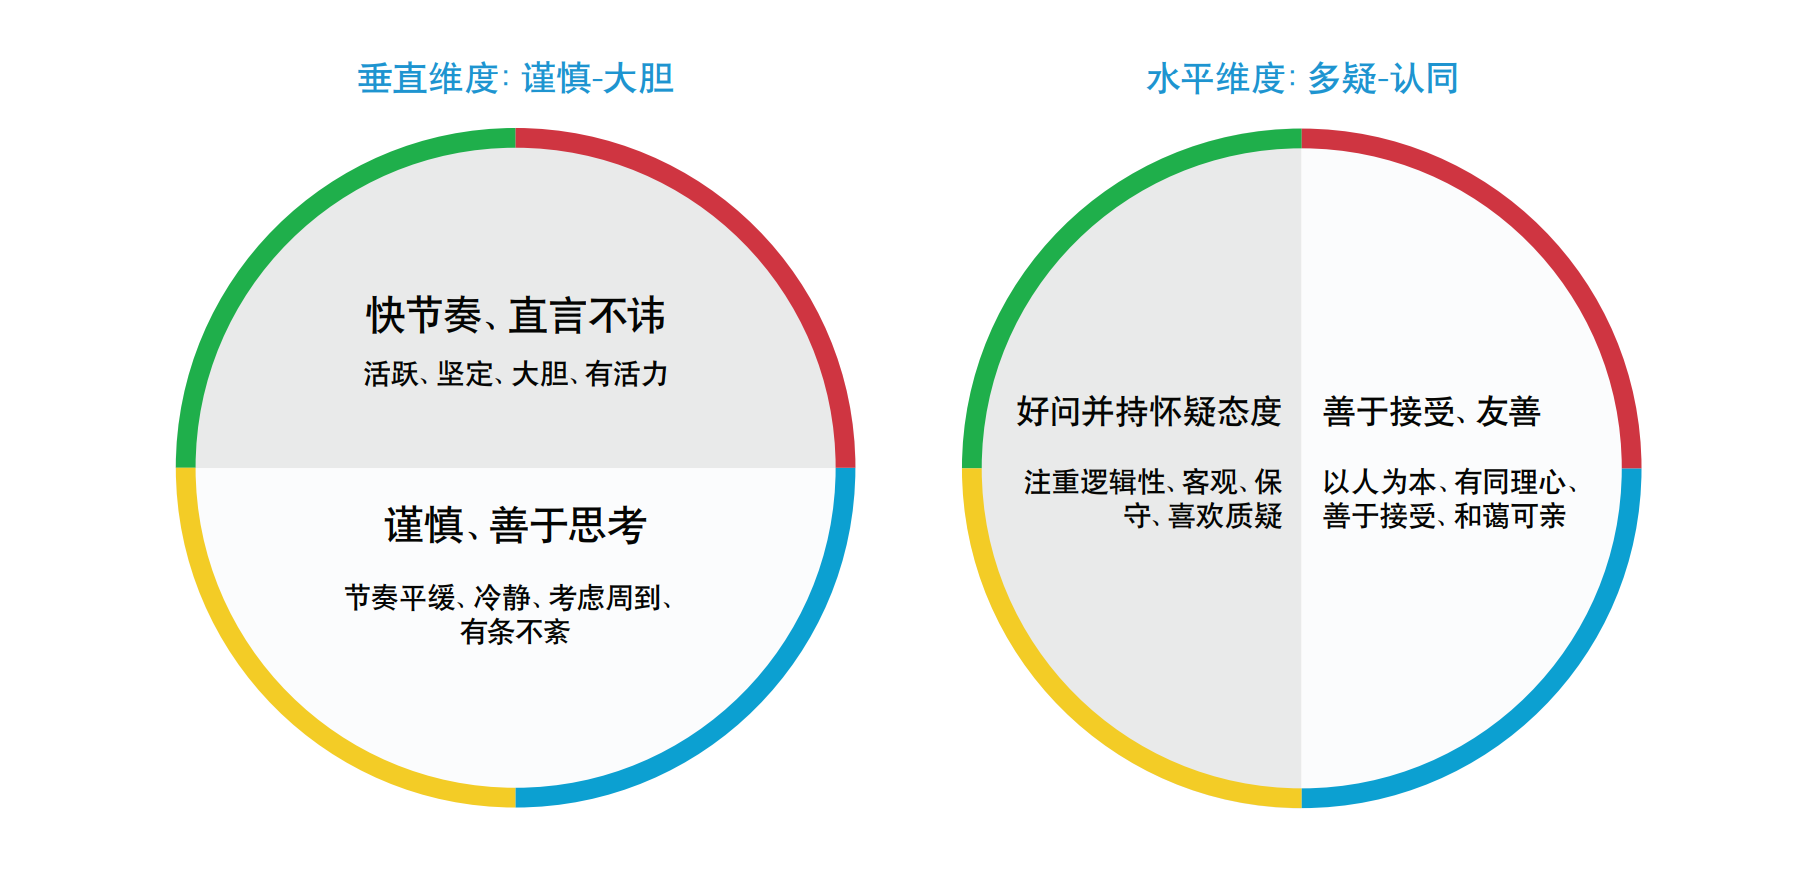 垂直维度：谨慎-大胆
快节奏、直言不讳
活跃、坚定、大胆、有活力
谨慎、善于思考
节奏平缓、冷静、考虑周到、
有条不紊
水平维度：多疑-认同
好问并持怀疑态度
注重逻辑性、客观、保
守、喜欢质疑
善于接受、友善
以人为本、有同理心、
善于接受、和蔼可亲